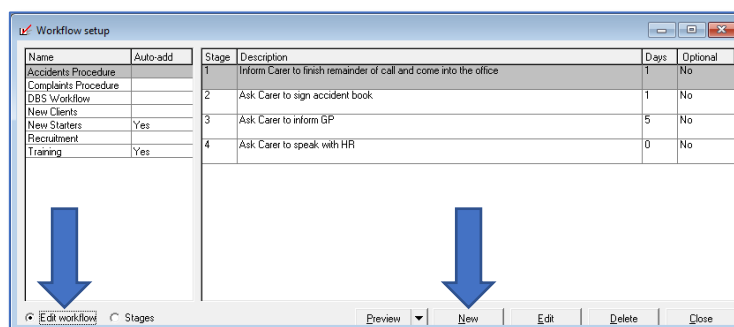 Workflow setup
Name Auto-add
Accidents Procedure
Complaints Procedure
DBS Workflow
New Clients
New Starters Yes
Recruitment
Training Yes
Stage Description Days Optional
1 Inform Carer to finish remainder of call and come into the office 1 No
2 Ask Carer to sign accident book 1 No
3 Ask Carer to inform GP 5 No
4 Ask Carer to speak with HR 0 No
Edit workflow Stages Preview New Edit Delete Close